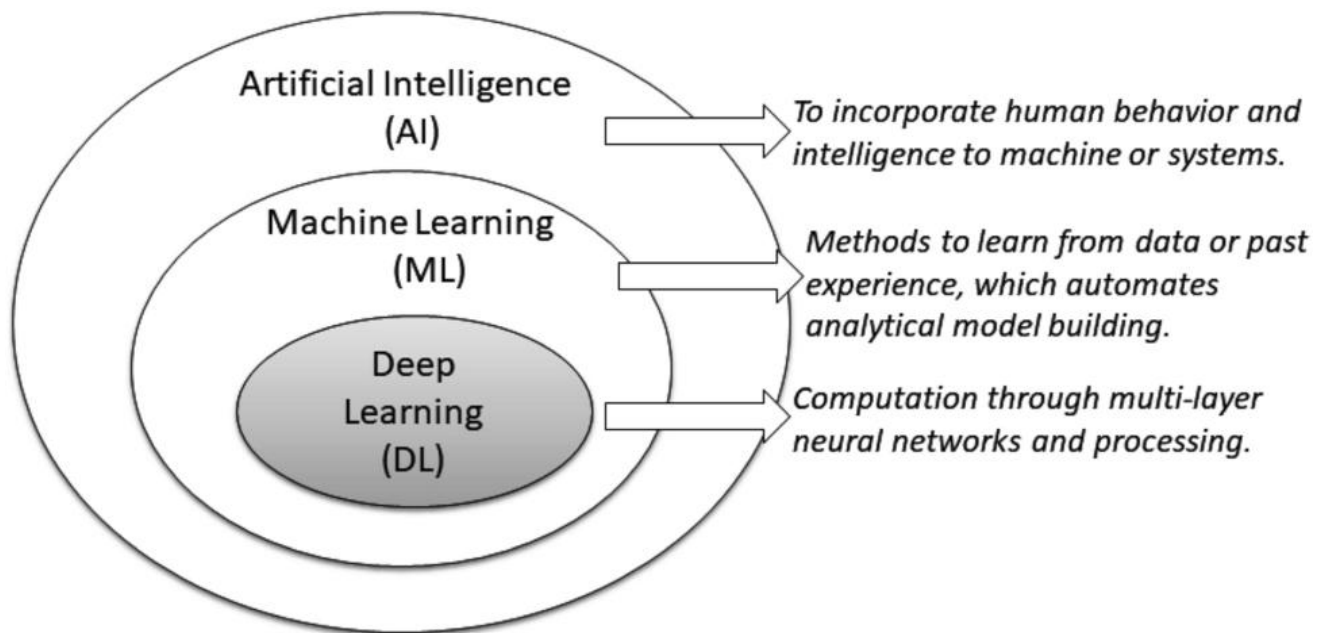 Artificial Intelligence
(AI)
To incorporate human behavior and
intelligence to machine or systems.
Machine Learning
(ML)
Methods to learn from data or past
experience, which automates
analytical model building.
Deep
Learning
(DL)
Computation through multi-layer
neural networks and processing.